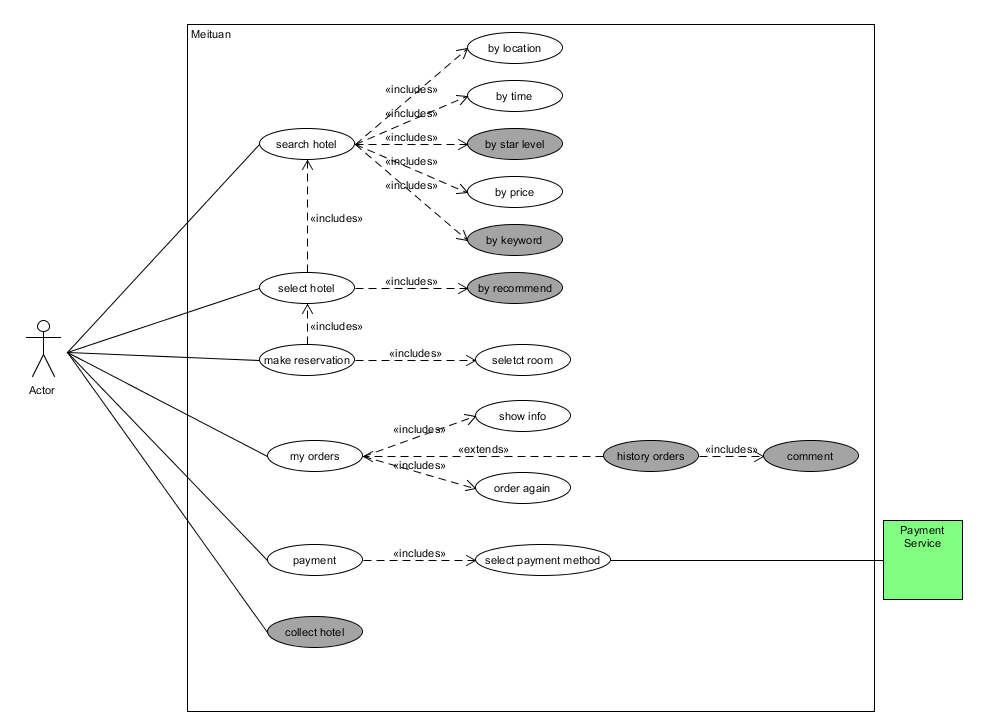 Meituan
by location
«includes»
by time
«includes»
search hotel
«includes»
by star level
«includes»
by price
«includes»
by keyword
«includes»
select hotel
«includes»
by recommend
«includes»
make reservation
«includes»
seletct room
Actor
show info
«includes»
my orders
«extends»
history orders
«includes»
comment
«includes»
order again
Payment
Service
payment
«includes»
select payment method
collect hotel